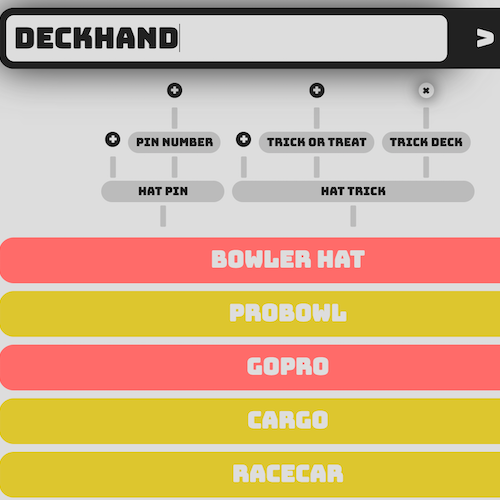 DECKHAND
>
PIN NUMBER TRICK OR TREAT TRICK DECK
HAT PIN HAT TRICK
BOWLER HAT
PROBOWL
GOPRO
CARGO
RACECAR